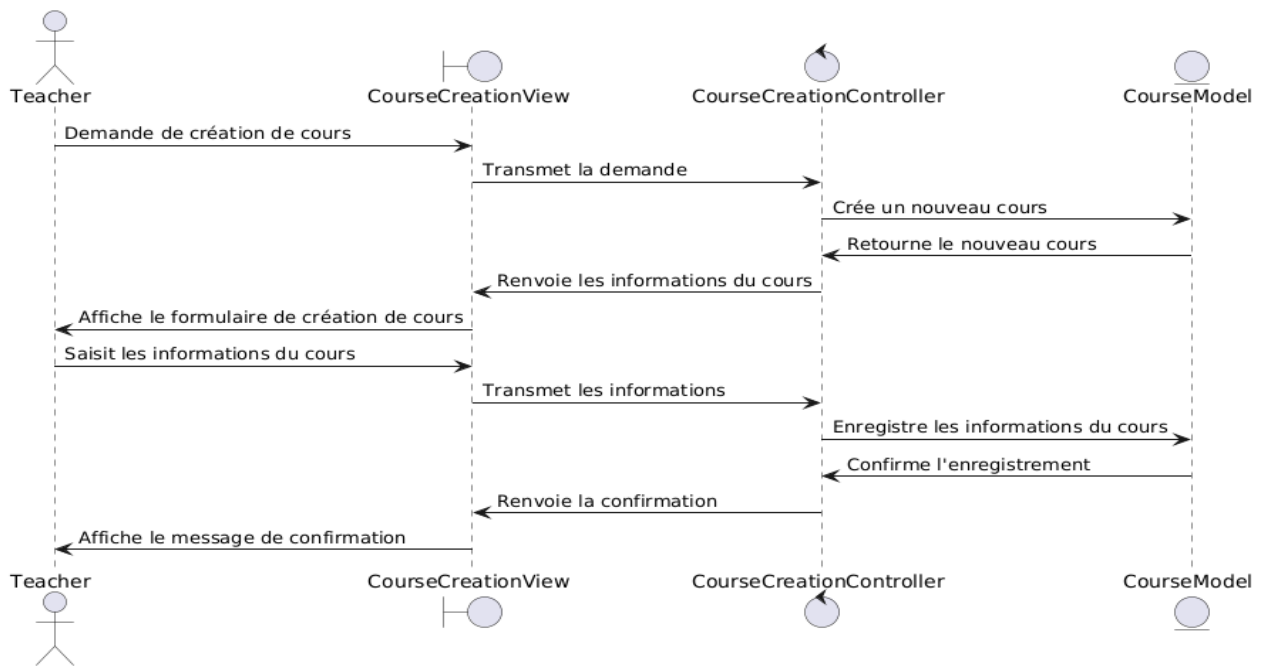 Teacher
CourseCreationView
CourseCreationController
CourseModel
Demande de création de cours
Transmet la demande
Crée un nouveau cours
Retourne le nouveau cours
Renvoie les informations du cours
Affiche le formulaire de création de cours
Saisit les informations du cours
Transmet les informations
Enregistre les informations du cours
Confirme l'enregistrement
Renvoie la confirmation
Affiche le message de confirmation
Teacher
CourseCreationView
CourseCreationController
CourseModel